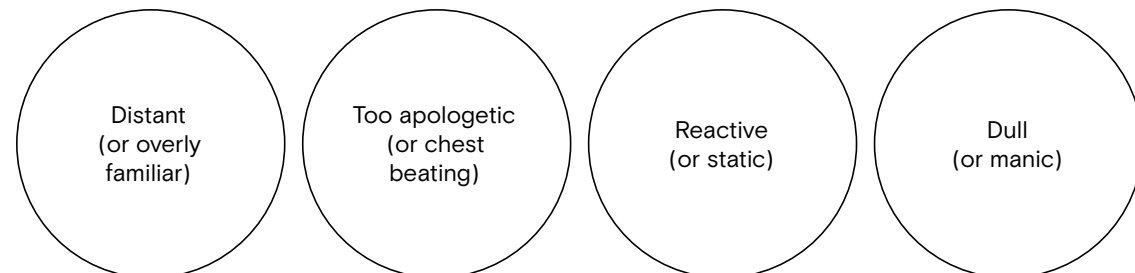 Distant
(or overly
familiar)
Too apologetic
(or chest
beating)
Reactive
(or static)
Dull
(or manic)